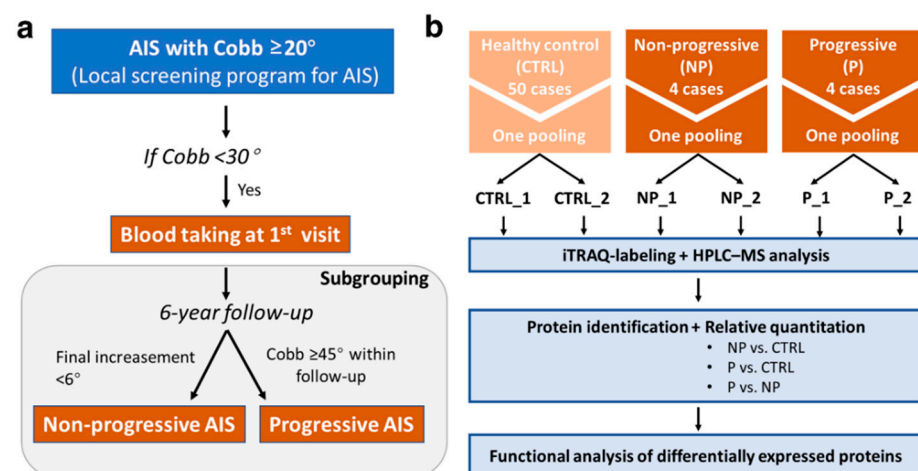 a
AIS with Cobb ≥20°
(Local screening program for AIS)
If Cobb <30°
Yes
Blood taking at 1st visit
Subgrouping
6-year follow-up
Final increasement
<6°
Cobb ≥45° within
follow-up
Non-progressive AIS
Progressive AIS
b
Healthy control
(CTRL)
50 cases
One pooling
Non-progressive
(NP)
4 cases
One pooling
Progressive
(P)
4 cases
One pooling
CTRL_1
CTRL_2
NP_1
NP_2
P_1
P_2
iTRAQ-labeling + HPLC–MS analysis
Protein identification + Relative quantitation
• NP vs. CTRL
• P vs. CTRL
• P vs. NP
Functional analysis of differentially expressed proteins